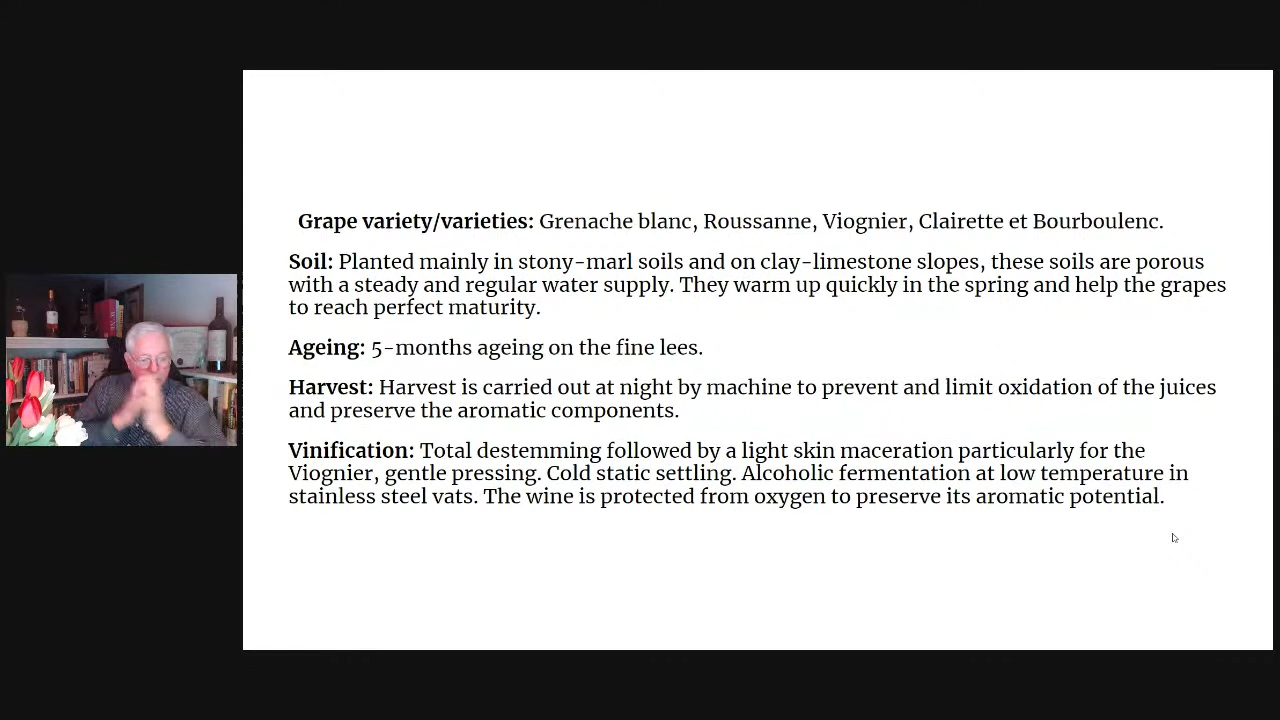 Grape variety/varieties: Grenache blanc, Roussanne, Viognier, Clairette et Bourboulenc.
Soil: Planted mainly in stony-marl soils and on clay-limestone slopes, these soils are porous
with a steady and regular water supply. They warm up quickly in the spring and help the grapes
to reach perfect maturity.
Ageing: 5-months ageing on the fine lees.
Harvest: Harvest is carried out at night by machine to prevent and limit oxidation of the juices
and preserve the aromatic components.
Vinification: Total destemming followed by a light skin maceration particularly for the
Viognier, gentle pressing. Cold static settling. Alcoholic fermentation at low temperature in
stainless steel vats. The wine is protected from oxygen to preserve its aromatic potential.